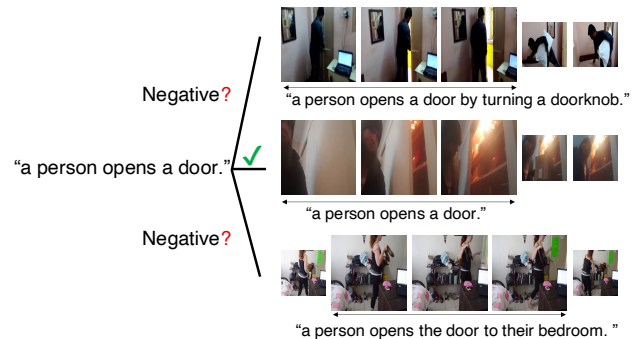 Negative?
“a person opens a door by turning a doorknob.”
“a person opens a door.”
“a person opens a door.”
Negative?
“a person opens the door to their bedroom. ”